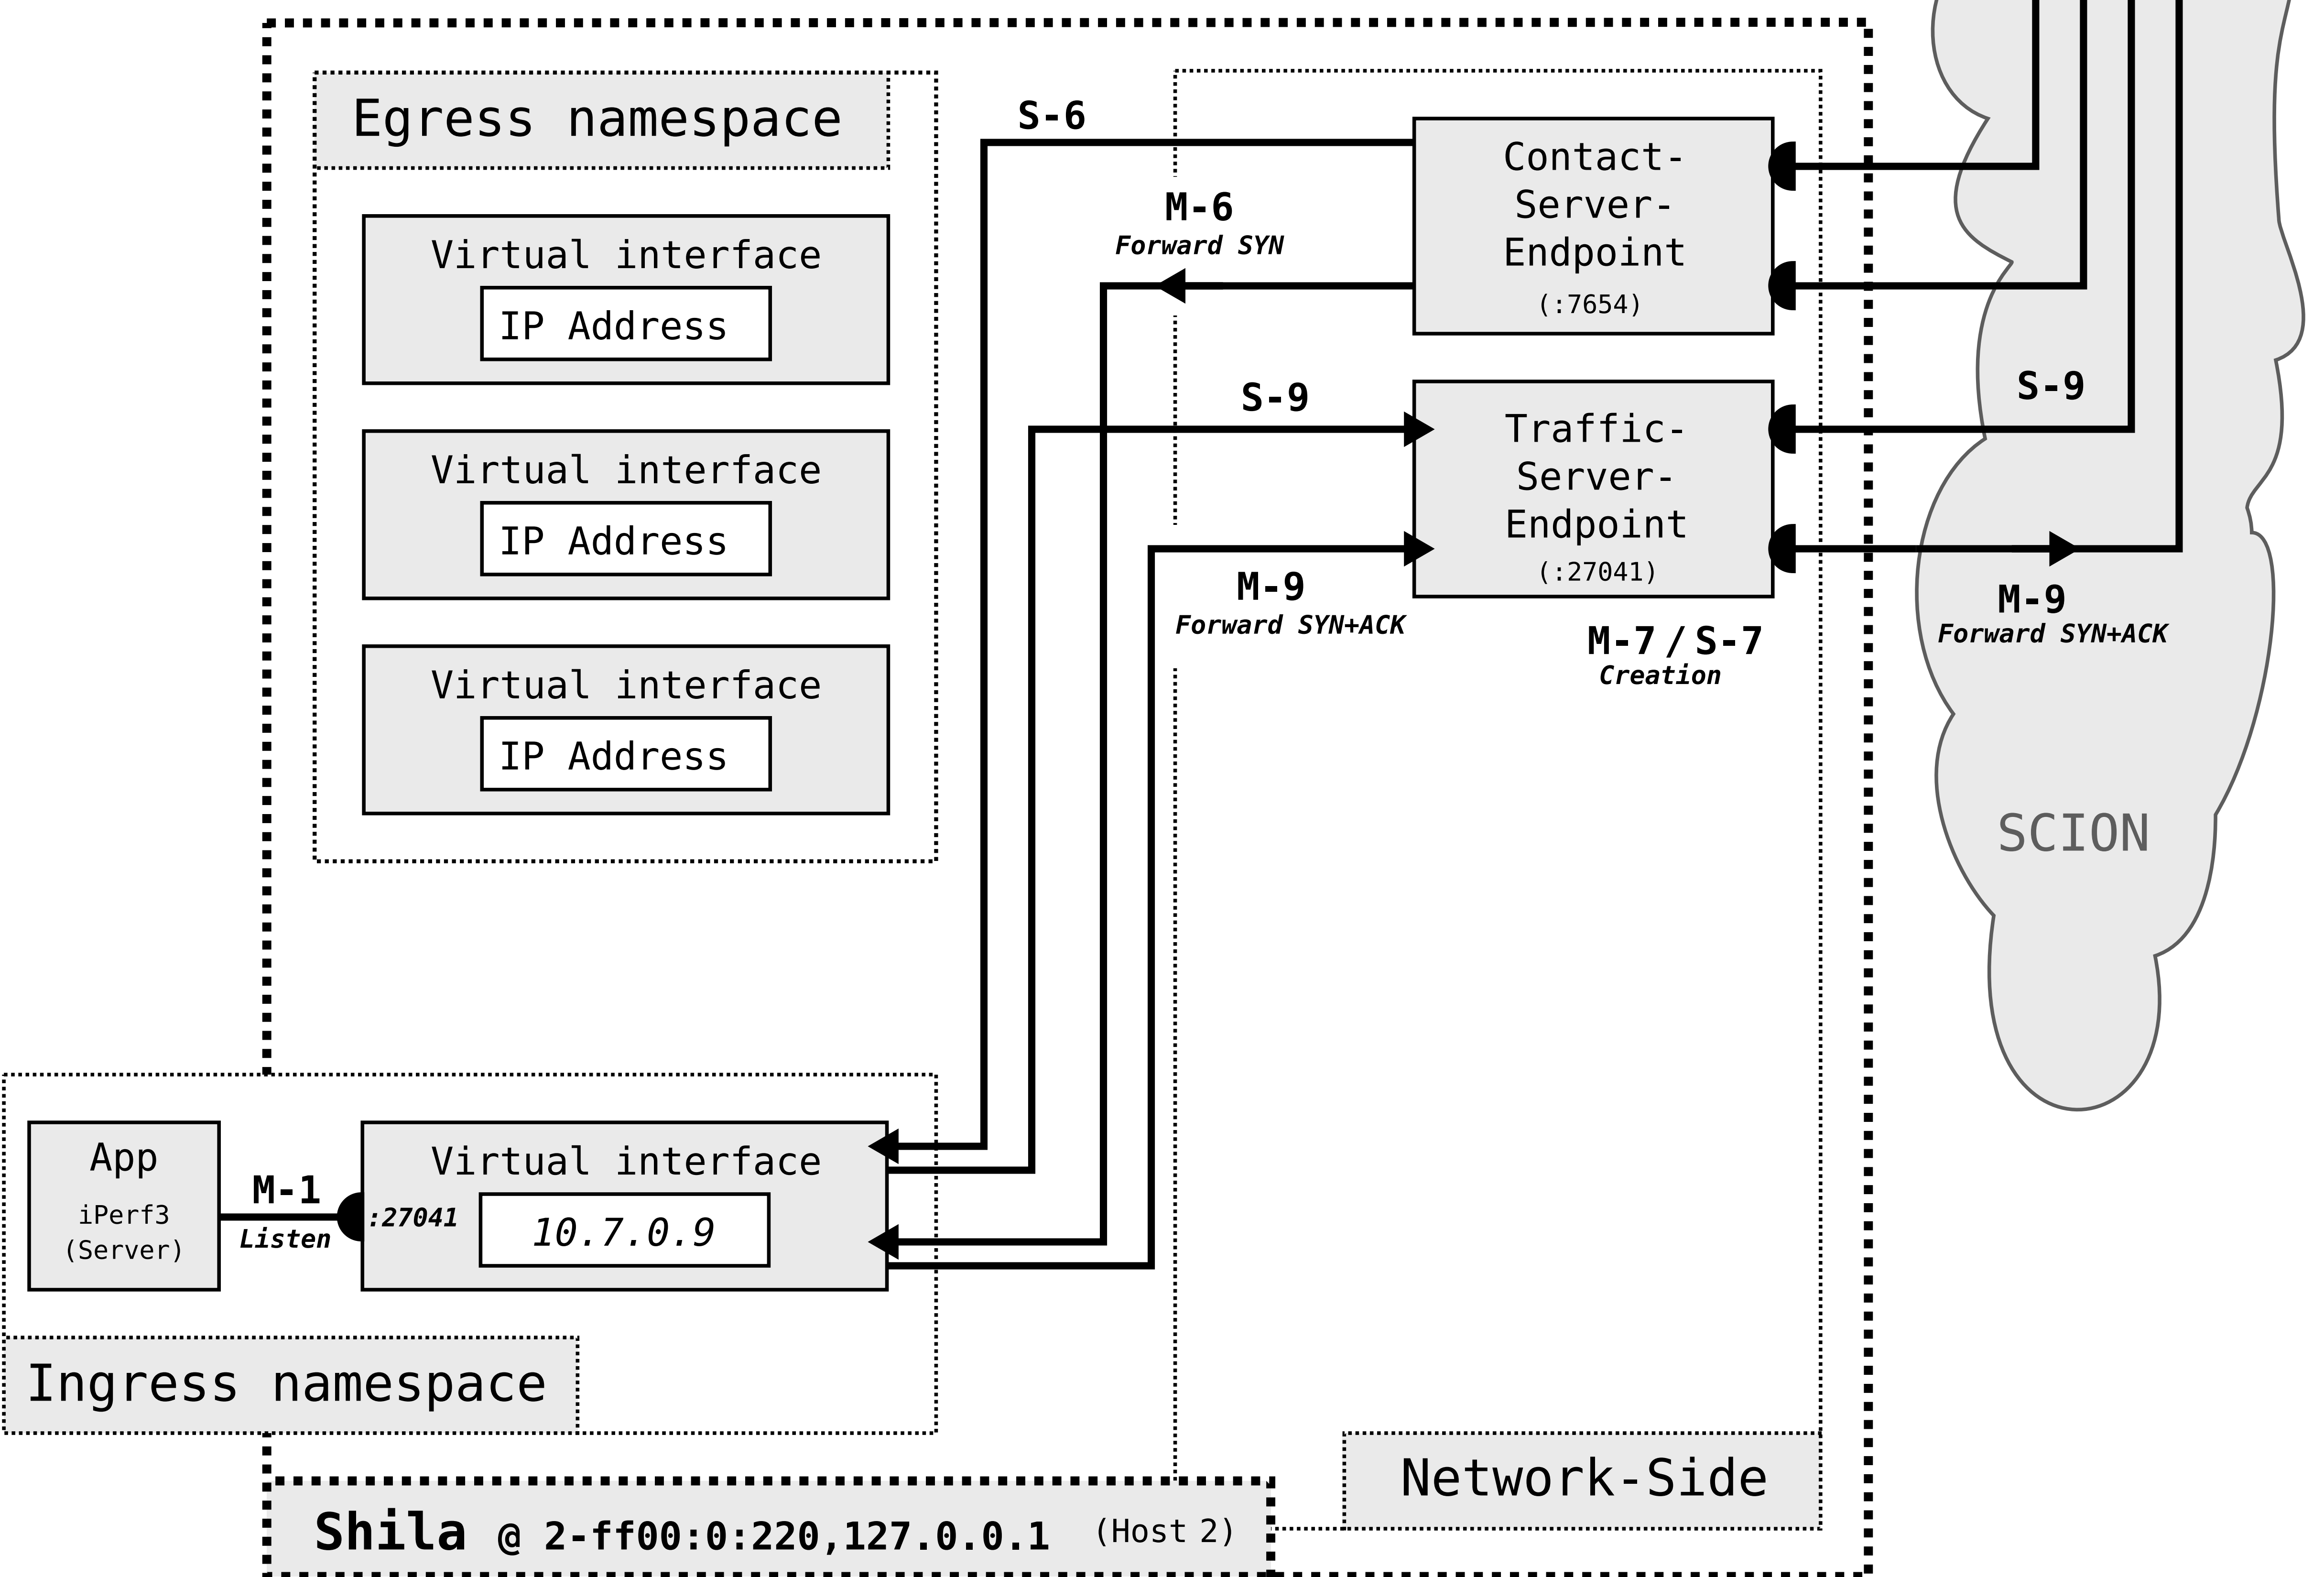 Egress namespace
Virtual interface
IP Address
Virtual interface
IP Address
Virtual interface
IP Address
S-6
M-6
Forward SYN
S-9
M-9
Forward SYN+ACK
Contact-
Server-
Endpoint
(:7654)
Traffic-
Server-
Endpoint
(:27041)
M-7 / S-7
Creation
S-9
M-9
Forward SYN+ACK
SCION
App
iPerf3
(Server)
M-1
Listen
Virtual interface
:27041
10.7.0.9
Ingress namespace
Network-Side
Shila @ 2-ff00:0:220,127.0.0.1 (Host 2)